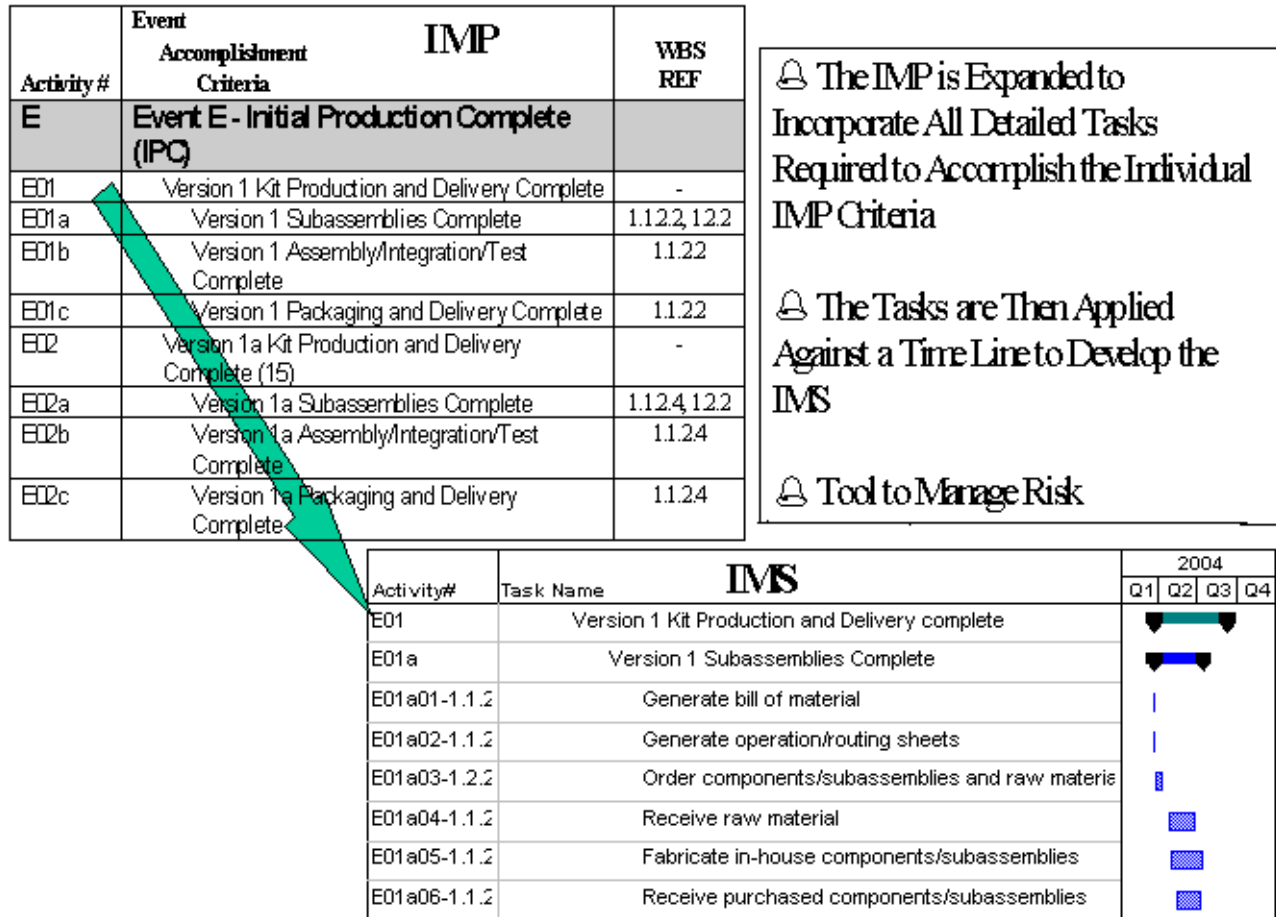 Event
IMP
Accomplishment
WBS
Activity #
Criteria
REF
E
Event E - Initial Production Complete
(IPC)
E01
Version 1 Kit Production and Delivery Complete
-
E01a
Version 1 Subassemblies Complete
1.1.2.2, 1.2.2
E01b
Version 1 Assembly/Integration/Test
1.1.2.2
Complete
E01c
Version 1 Packaging and Delivery Complete
1.1.2.2
E02
Version 1a Kit Production and Delivery
-
Complete (15)
E02a
Version 1a Subassemblies Complete
1.1.2.4, 1.2.2
E02b
Version 1a Assembly/Integration/Test
1.1.2.4
Complete
E02c
Version 1a Packaging and Delivery
1.1.2.4
Complete
The IMP is Expanded to
Incorporate All Detailed Tasks
Required to Accomplish the Individual
IMP Criteria
The Tasks are Then Applied
Against a Time Line to Develop the
IMS
Tool to Manage Risk
Activity#
Task Name
IMS
2004
Q1 Q2 Q3 Q4
E01
Version 1 Kit Production and Delivery complete
E01a
Version 1 Subassemblies Complete
E01a01-1.1.2
Generate bill of material
E01a02-1.1.2
Generate operation/routing sheets
E01a03-1.2.2
Order components/subassemblies and raw materia
E01a04-1.1.2
Receive raw material
E01a05-1.1.2
Fabricate in-house components/subassemblies
E01a06-1.1.2
Receive purchased components/subassemblies